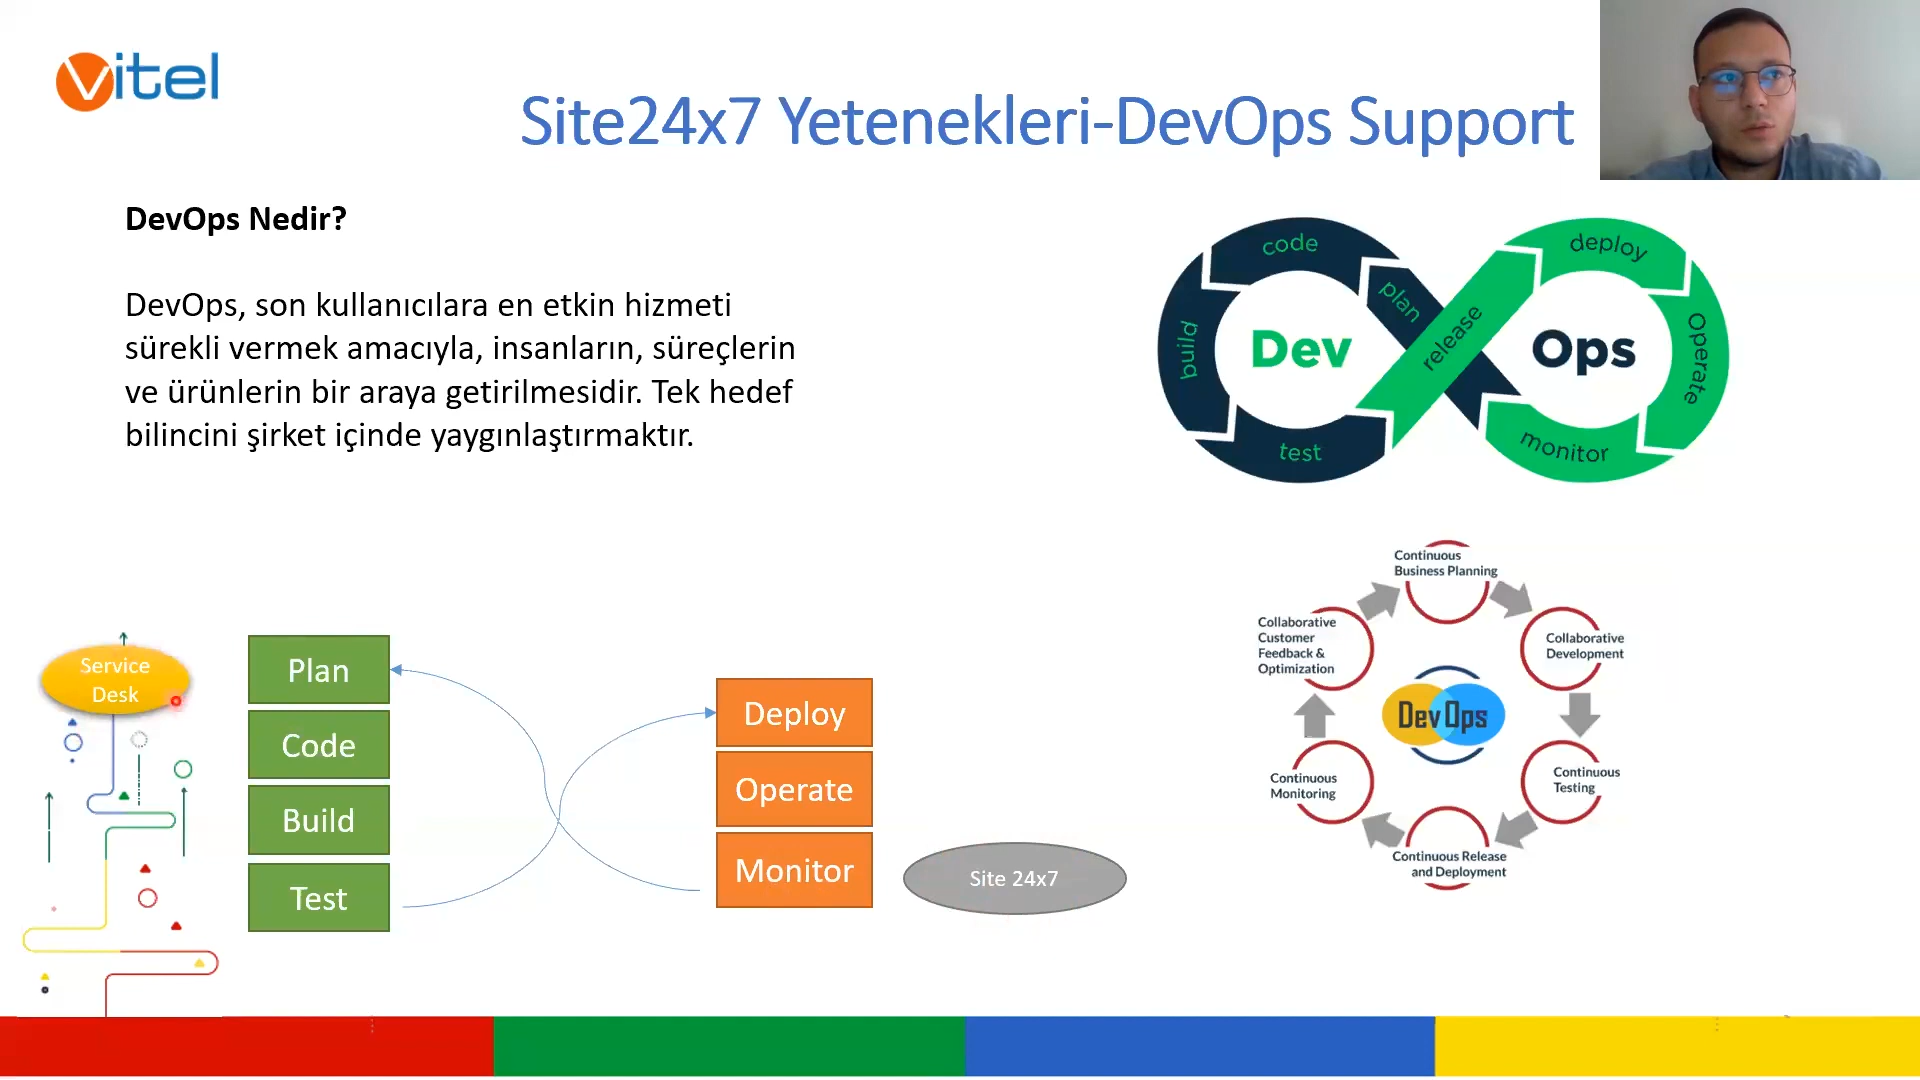 vitel
Site24x7 Yetenekleri-DevOps Support
DevOps Nedir?
DevOps, son kullanıcılara en etkin hizmeti
sürekli vermek amacıyla, insanların, süreçlerin
ve ürünlerin bir araya getirilmesidir. Tek hedef
bilincini şirket içinde yaygınlaştırmaktır.
code
plan
build
test
Dev
release
deploy
Operate
monitor
Ops
Service
Desk
Plan
Code
Build
Test
Deploy
Operate
Monitor
Site 24x7
Continuous
Business Planning
Collaborative
Development
Continuous
Testing
Continuous Release
and Deployment
Continuous
Monitoring
Collaborative
Customer
Feedback &
Optimization
DevOps